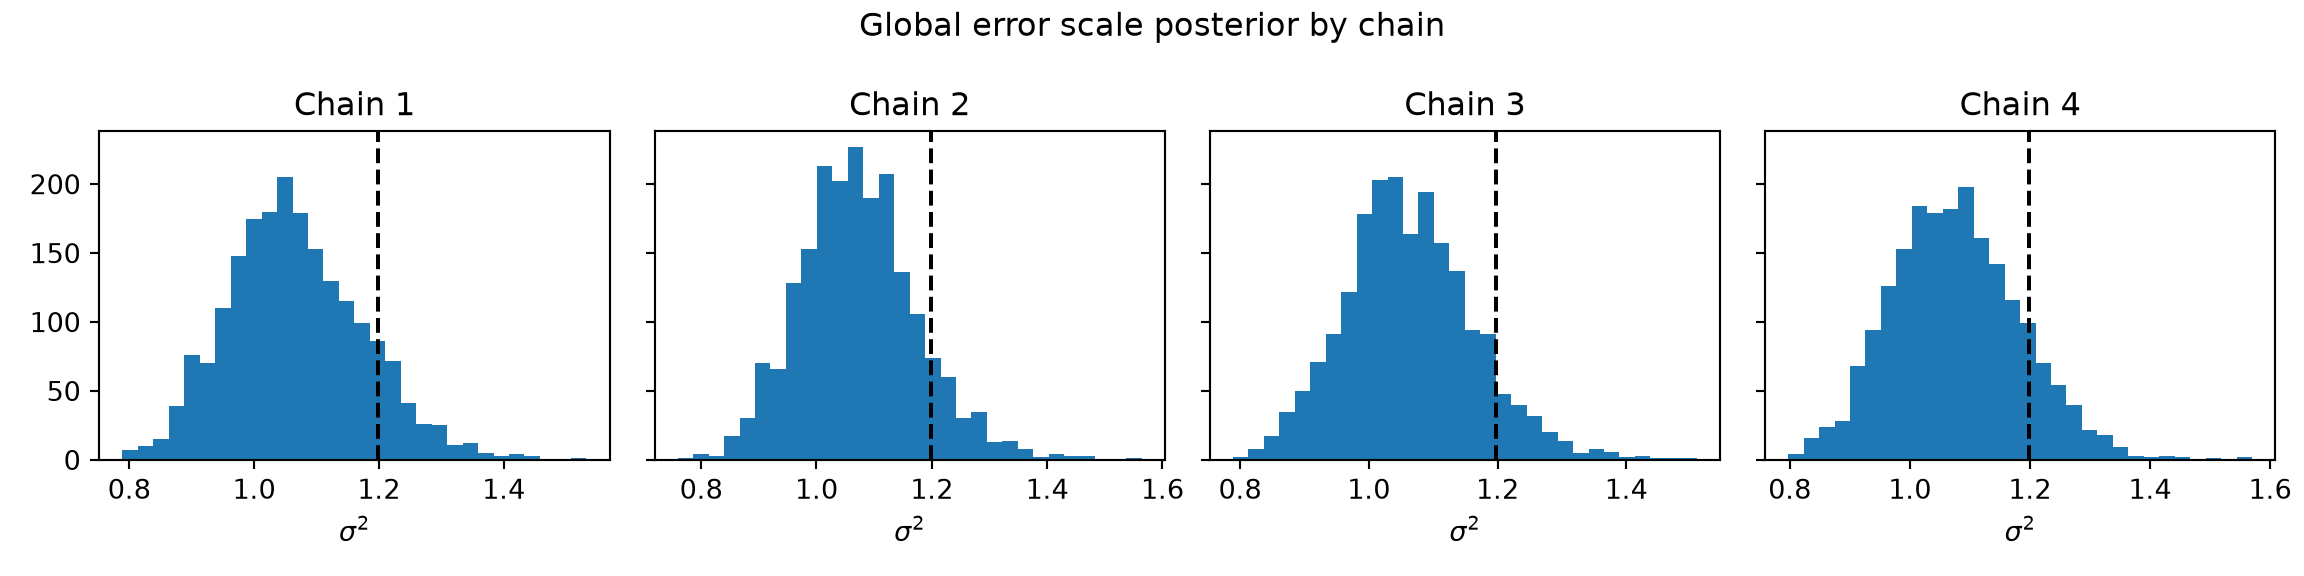 Global error scale posterior by chain
Chain 1 Chain 2 Chain 3 Chain 4
200
150
100
50
0
0.8 1.0 1.2 1.4 0.8 1.0 1.2 1.4 1.6 0.8 1.0 1.2 1.4 0.8 1.0 1.2 1.4 1.6
σ² σ² σ² σ²